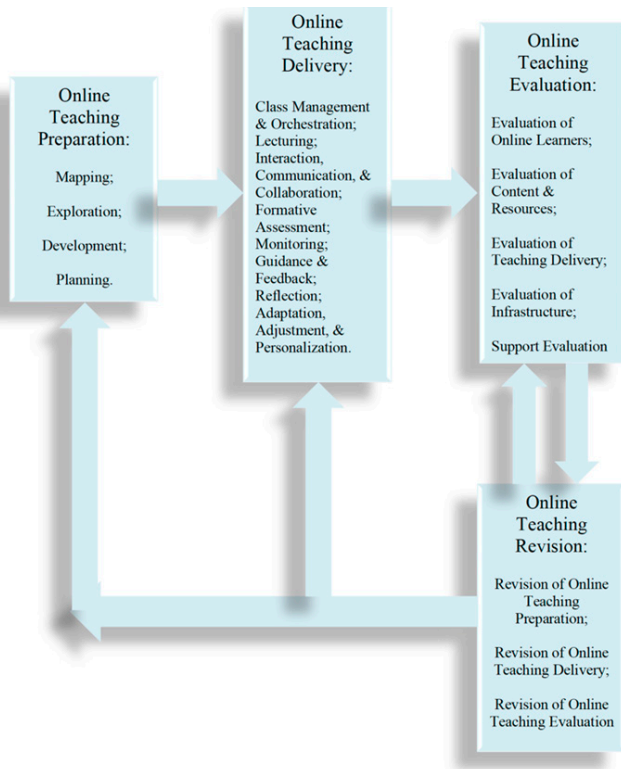 Online
Teaching
Preparation:
Mapping;
Exploration;
Development;
Planning.
Online
Teaching
Delivery:
Class Management
& Orchestration;
Lecturing;
Interaction,
Communication, &
Collaboration;
Formative
Assessment;
Monitoring;
Guidance &
Feedback;
Reflection;
Adaptation,
Adjustment, &
Personalization.
Online
Teaching
Evaluation:
Evaluation of
Online Learners;
Evaluation of
Content &
Resources;
Evaluation of
Teaching Delivery;
Evaluation of
Infrastructure;
Support Evaluation
Online
Teaching
Revision:
Revision of Online
Teaching
Preparation;
Revision of Online
Teaching Delivery;
Revision of Online
Teaching Evaluation